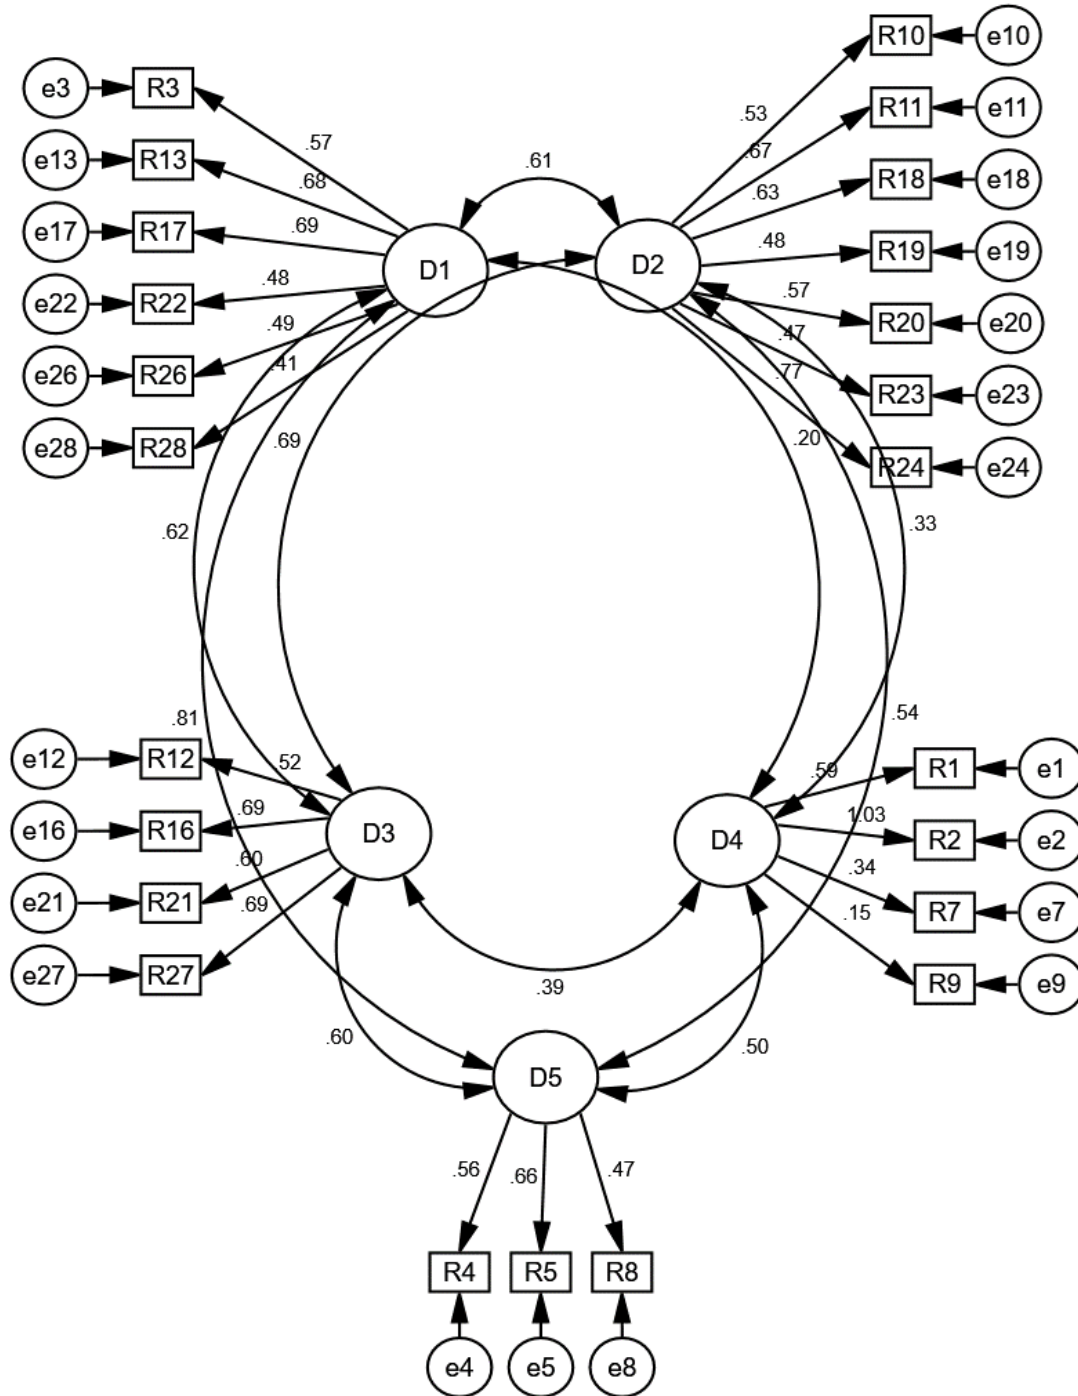 R10 e10
e3 R3
R11 e11
.53
.57
.67
e13 R13 .61 R18 e18
.68 .63
e17 R17 .69 R19 e19
.48
D1 D2
.48 .57
e22 R22 R20 e20
.49 .47
.41 .77
e26 R26 R23 e23
.69 .20
e28 R28 R24 e24
.62 .33
.81 .54
e12 R12 .52 .59 R1 e1
.69 1.03
e16 R16 D3 D4 R2 e2
.60 .34
e21 R21 .69 .15 R7 e7
e27 R27 R9 e9
.39
.60 .50
D5
.56 .66 .47
R4 R5 R8
e4 e5 e8